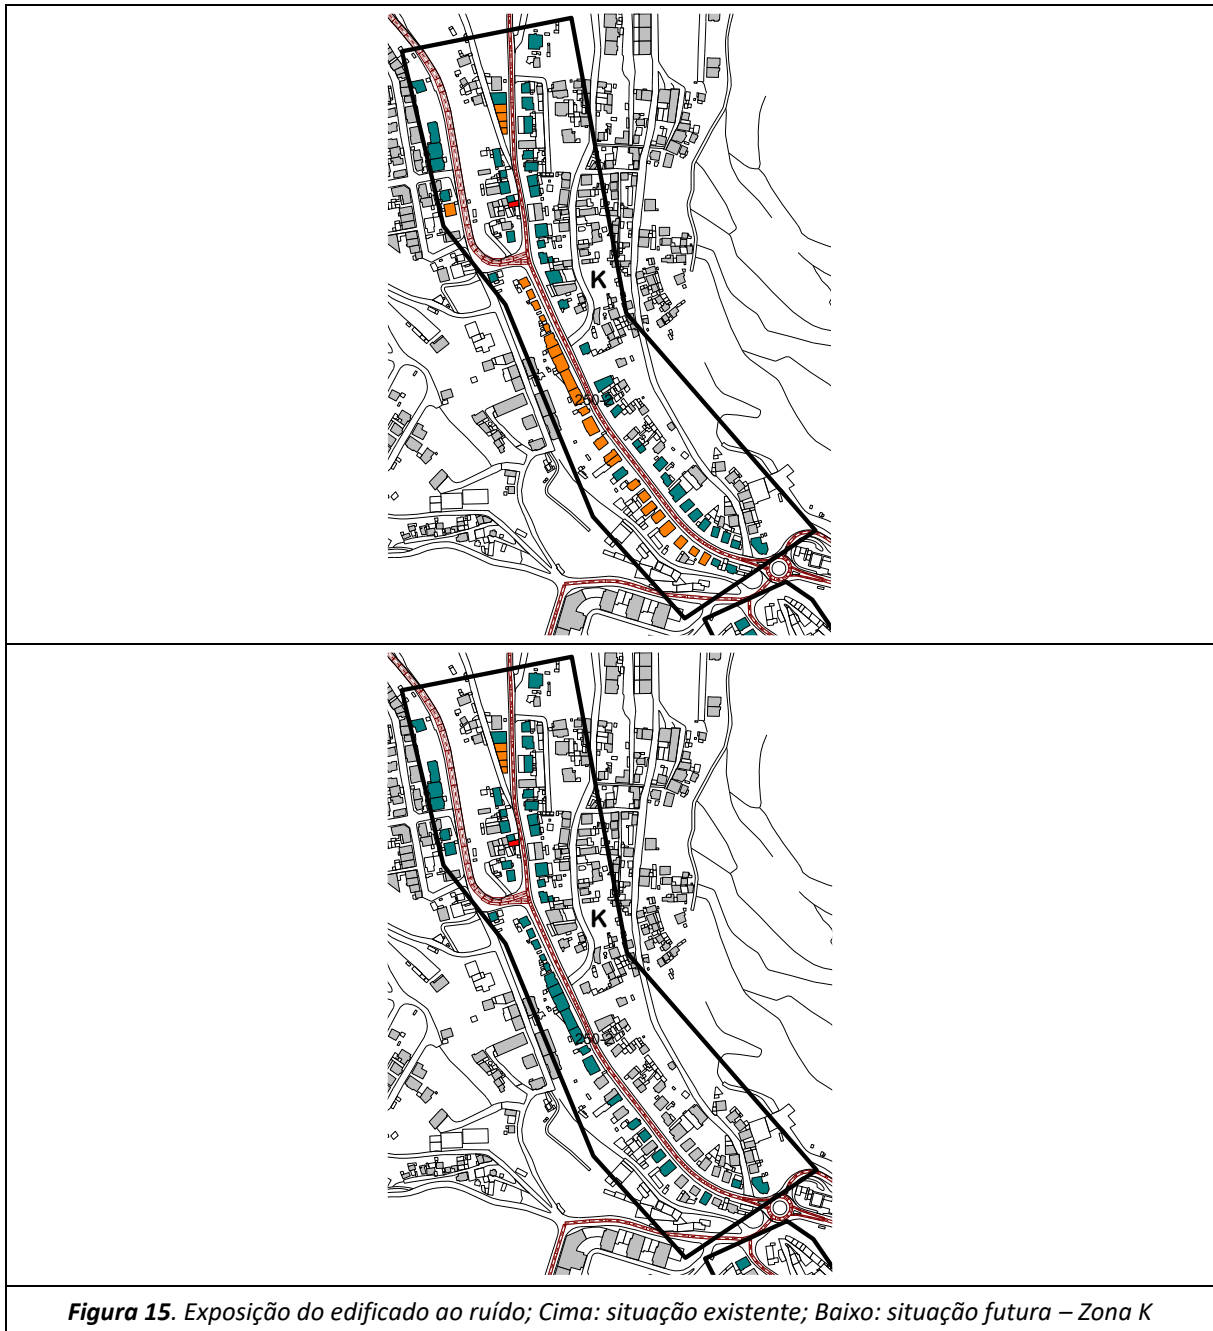 K
K
Figura 15. Exposição do edificado ao ruído; Cima: situação existente; Baixo: situação futura – Zona K